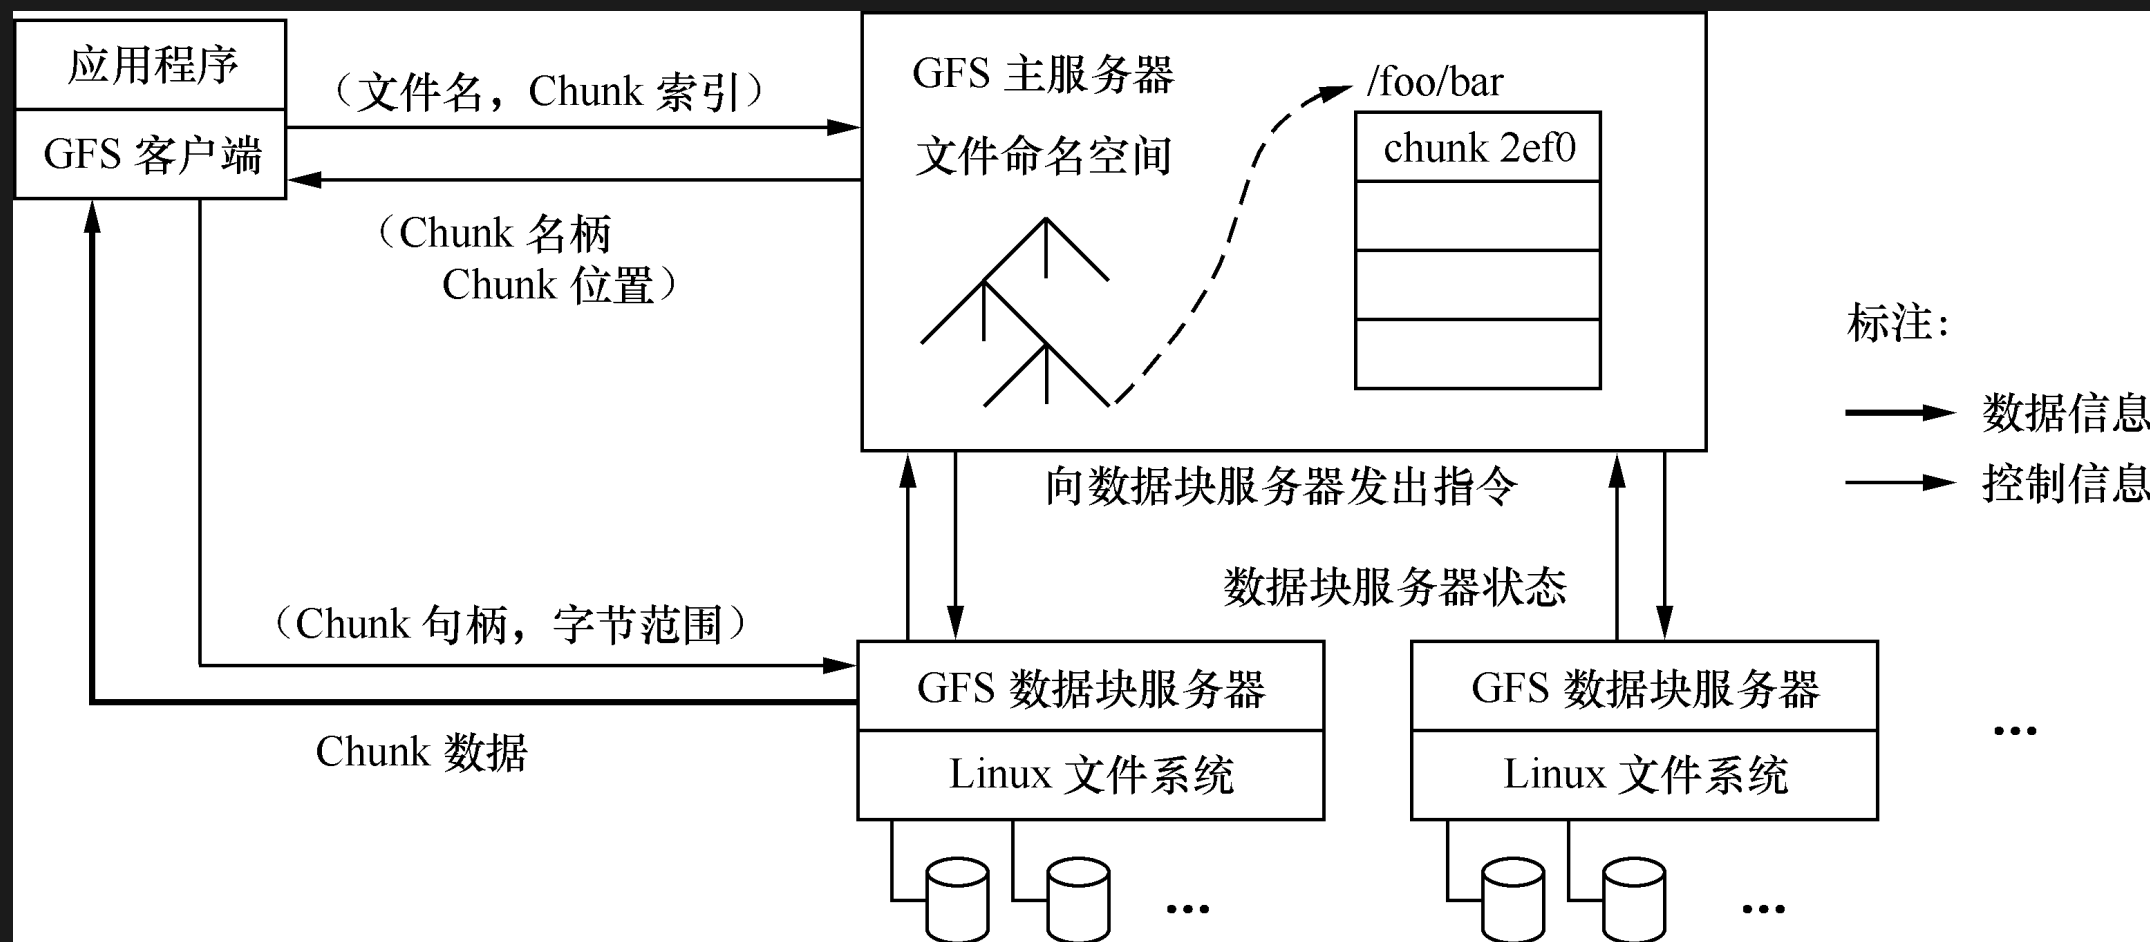 应用程序
GFS 客户端
（文件名，Chunk 索引）
（Chunk 名柄
Chunk 位置）
GFS 主服务器
文件命名空间
/foo/bar
chunk 2ef0
标注：
数据信息
控制信息
向数据块服务器发出指令
数据块服务器状态
（Chunk 句柄，字节范围）
Chunk 数据
GFS 数据块服务器
Linux 文件系统
...
GFS 数据块服务器
Linux 文件系统
...
...